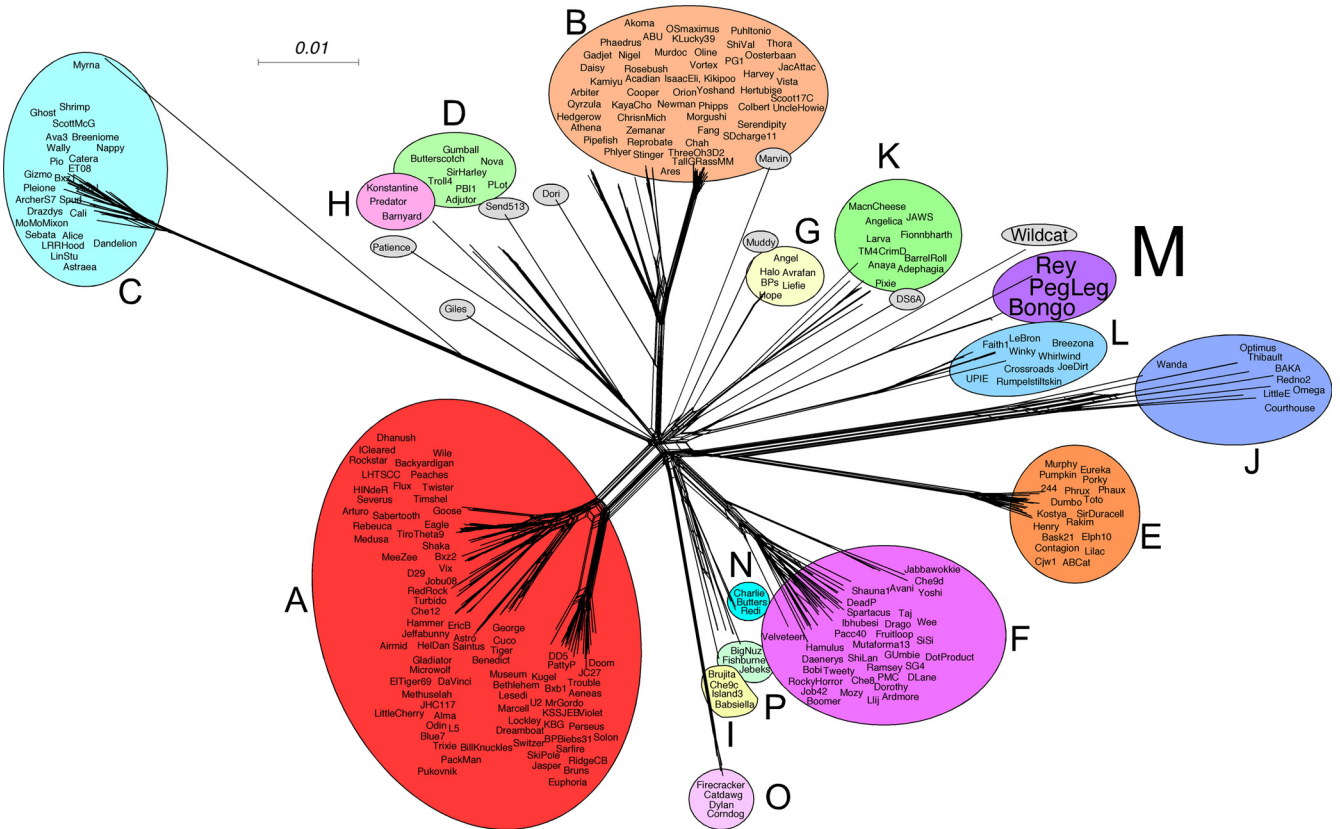 0.01
C
Myrna
Shrimp
Ghost
ScottMcG
Ava3 Breeniome
Wally Nappy
Pio Catera
ET08
Gizmo Bxz1
Pleione
ArcherS7 Spud
Drazdys Cali
MoMoMixon
Sebata Alice
LRRHood Dandelion
LinStu
Astraea
D
Gumball
Butterscotch Nova
SirHarley
Troll4 PBI1 PLot
Adjutor
H
Konstantine
Predator
Barnyard
Send513
Dori
Patience
Giles
B
Akoma
OSmaximus Puhltonio
Phaedrus ABU KLucky39
ShiVal Thora
Gadjet Nigel Murdoc Oline Oosterbaan
Daisy Rosebush Vortex PG1 JacAttac
Kamiyu Acadian IsaacEli, Kikipoo Harvey Vista
Arbiter Cooper Orion Yoshand Hertubise
Scoot17C
Qyrzula KayaCho Newman Phipps Colbert UncleHowie
Hedgerow ChrisnMich Morgushi
Athena Zemanar Fang Serendipity
Pipefish Reprobate Chah SDcharge11
Phlyer Stinger ThreeOh3D2
TallGRassMM
Ares
Marvin
Muddy
G
Angel
Halo Avrafan
BPs Liefie
Hope
K
MacnCheese
Angelica JAWS
Larva Fionnbharth
TM4 CrimD
BarrelRoll
Anaya Adephagia
Pixie
DS6A
Wildcat
M
Rey
PegLeg
Bongo
L
LeBron
Faith1 Breezona
Winky Whirlwind
Crossroads JoeDirt
UPIE Rumpelstiltskin
J
Optimus
Wanda Thibault
BAKA
Redno2
LittleE Omega
Courthouse
E
Murphy Eureka
Pumpkin Porky
244 Phrux Phaux
Dumbo Toto
Kostya SirDuracell
Henry Rakim
Bask21 Elph10
Contagion Lilac
Cjw1 ABCat
A
Dhanush
ICleared Wile
Rockstar Backyardigan
LHTSCC Peaches
HINdeR Flux Twister
Severus Timshel
Arturo Sabertooth Goose
Rebeuca Eagle
Medusa TiroTheta9
Shaka
MeeZee Bxz2
Vix
D29 Jobu08
RedRock
Turbido
Che12
Hammer EricB George
Jeffabunny Astro Cuco
Airmid HelDan Saintus Tiger
Gladiator Benedict
Microwolf
ElTiger69 DaVinci
Methuselah
JHC117
LittleCherry Alma
Odin L5
Blue7
Trixie BillKnuckles
PackMan
Pukovnik
DD5 Doom
PattyP JC27
Museum Kugel Trouble
Bethlehem Bxb1
Lesedi Aeneas
Marcell U2 MrGordo
KSSJEB Violet
Lockley KBG Perseus
Dreamboat
Switzer BPBiebs31 Solon
SkiPole Sarfire
Jasper RidgeCB
Bruns
Euphoria
N
Charlie
Butters
Redi
F
Jabbawokkie
Che9d
Shauna1 Avani Yoshi
DeadP
Spartacus Taj
Ibhubesi Drago Wee
Velveteen Pacc40 Fruitloop SiSi
Hamulus Mutaforma13
Daenerys ShiLan GUmbie DotProduct
Bobi Tweety Ramsey SG4
RockyHorror Che8 PMC DLane
Job42 Dorothy
Boomer Mozy Llij Ardmore
P
BigNuz
Fishburne
Jebeks
I
Brujita
Che9c
Island3
Babsiella
O
Firecracker
Catdawg
Dylan
Corndog